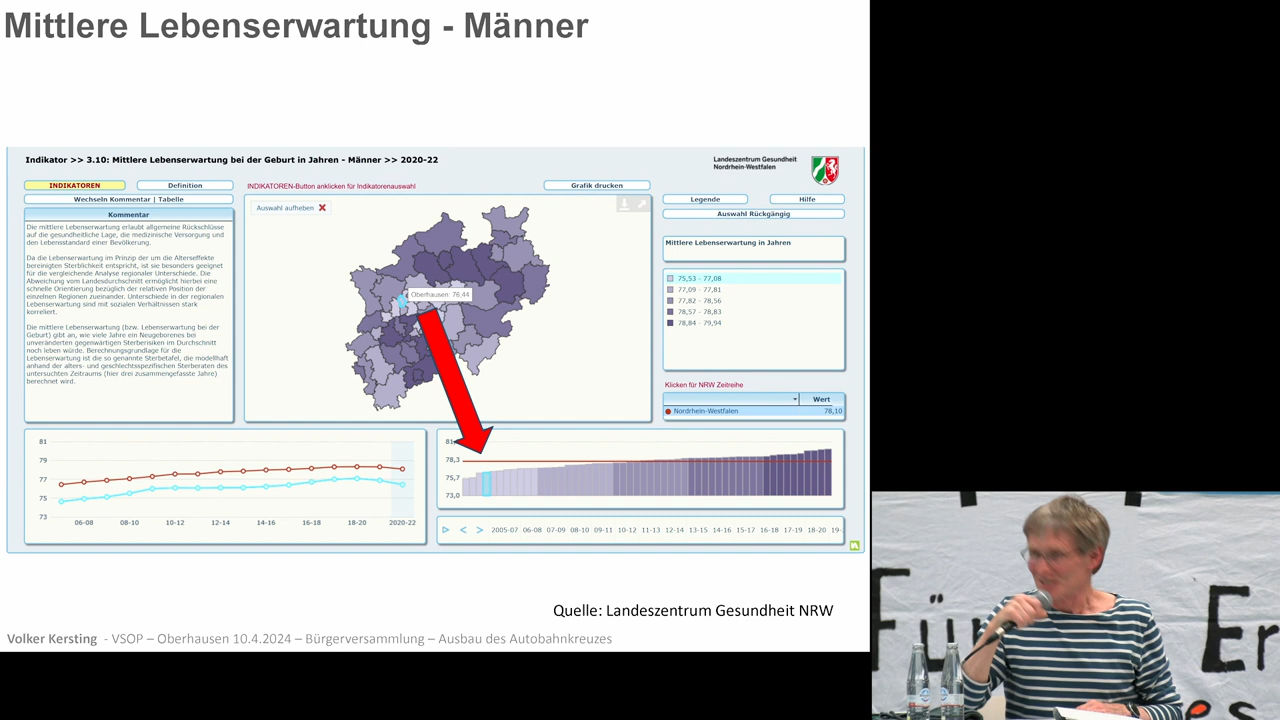 Mittlere Lebenserwartung - Männer
Indikator >> 3.10: Mittlere Lebenserwartung bei der Geburt in Jahren - Männer >> 2020-22
Landeszentrum Gesundheit
Nordrhein-Westfalen
INDIKATOREN
Definition
INDIKATOREN-Button anklicken für Indikatorenauswahl
Grafik drucken
Wechseln Kommentar | Tabelle
Legende
Hilfe
Auswahl Rückgängig
Kommentar
Die mittlere Lebenserwartung erlaubt allgemeine Rückschlüsse
auf die gesundheitliche Lage, die medizinische Versorgung und
den Lebensstandard einer Bevölkerung.
Da die Lebenserwartung im Prinzip der um die Alterseffekte
bereinigten Sterblichkeit entspricht, ist sie besonders geeignet
für die vergleichende Analyse regionaler Unterschiede. Die
Abweichung vom Landesdurchschnitt ermöglicht hierbei eine
schnelle Orientierung bezüglich der relativen Position der
einzelnen Regionen zueinander. Unterschiede in der regionalen
Lebenserwartung sind mit sozialen Verhältnissen stark
korreliert.
Die mittlere Lebenserwartung (bzw. Lebenserwartung bei der
Geburt) gibt an, wie viele Jahre ein Neugeborenes bei
unveränderten gegenwärtigen Sterberisiken im Durchschnitt
noch leben würde. Berechnungsgrundlage für die
Lebenserwartung ist die so genannte Sterbetafel, die modellhaft
anhand der alters- und geschlechtsspezifischen Sterberaten des
untersuchten Zeitraums (hier drei zusammengefasste Jahre)
berechnet wird.
Auswahl aufheben
Oberhausen: 76,44
Mittlere Lebenserwartung in Jahren
75,53 - 77,08
77,09 - 77,81
77,82 - 78,56
78,57 - 78,83
78,84 - 79,94
Klicken für NRW Zeitreihe
Wert
Nordrhein-Westfalen 78,10
81
79
77
75
73
06-08 08-10 10-12 12-14 14-16 16-18 18-20 2020-22
81,
78,3
75,7
73,0
2005-07 06-08 07-09 08-10 09-11 10-12 11-13 12-14 13-15 14-16 15-17 16-18 17-19 18-20 19-
Quelle: Landeszentrum Gesundheit NRW
Volker Kersting - VSOP – Oberhausen 10.4.2024 – Bürgerversammlung – Ausbau des Autobahnkreuzes
Für Er
es